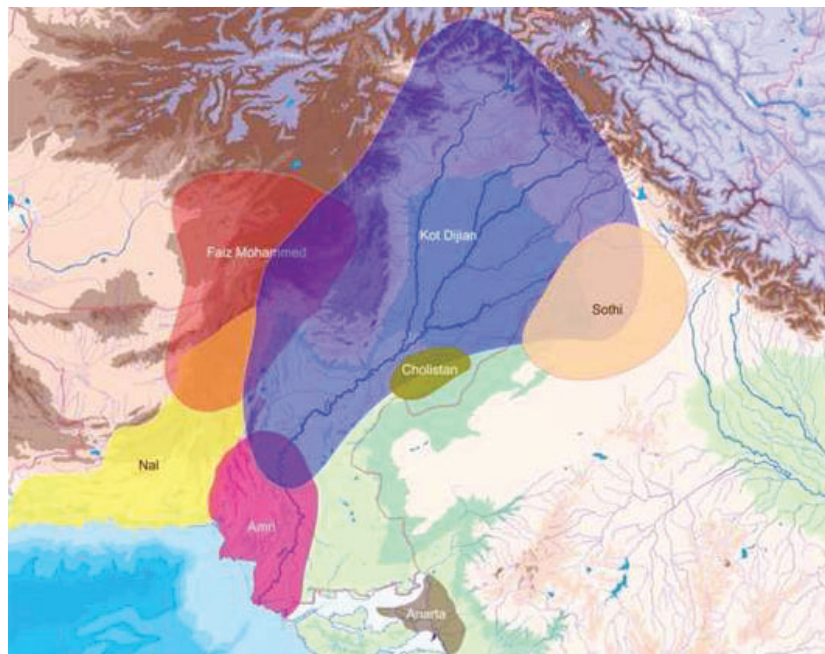 Kot Dijian
Faiz Mohammed
Sothi
Cholistan
Nal
Amri
Anarta